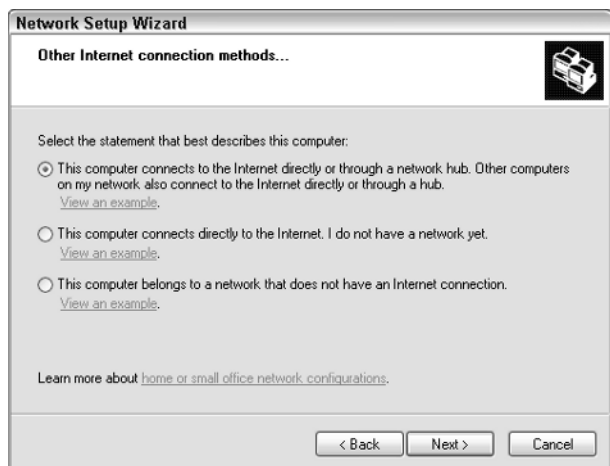 Network Setup Wizard
Other Internet connection methods...
Select the statement that best describes this computer:
This computer connects to the Internet directly or through a network hub. Other computers
on my network also connect to the Internet directly or through a hub.
View an example.
This computer connects directly to the Internet. I do not have a network yet.
View an example.
This computer belongs to a network that does not have an Internet connection.
View an example.
Learn more about home or small office network configurations.
< Back Next > Cancel